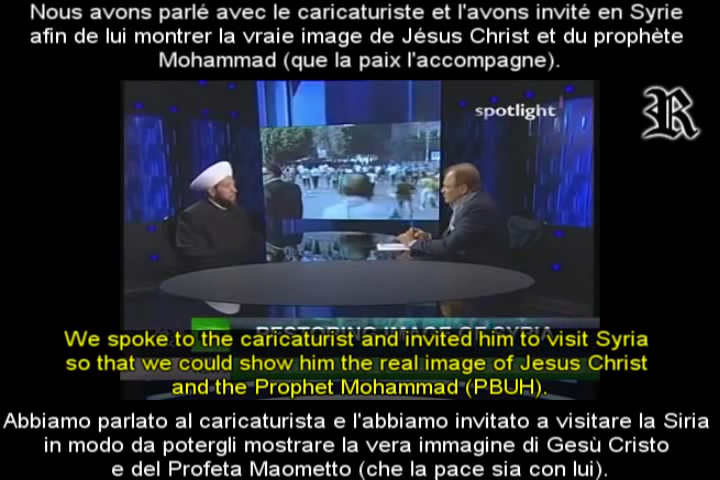 Nous avons parlé avec le caricaturiste et l'avons invité en Syrie
afin de lui montrer la vraie image de Jésus Christ et du prophète
Mohammad (que la paix l'accompagne).
spotlight
R
RESTORING IMAGE OF SYRIA
We spoke to the caricaturist and invited him to visit Syria
so that we could show him the real image of Jesus Christ
and the Prophet Mohammad (PBUH).
Abbiamo parlato al caricaturista e l'abbiamo invitato a visitare la Siria
in modo da potergli mostrare la vera immagine di Gesù Cristo
e del Profeta Maometto (che la pace sia con lui).